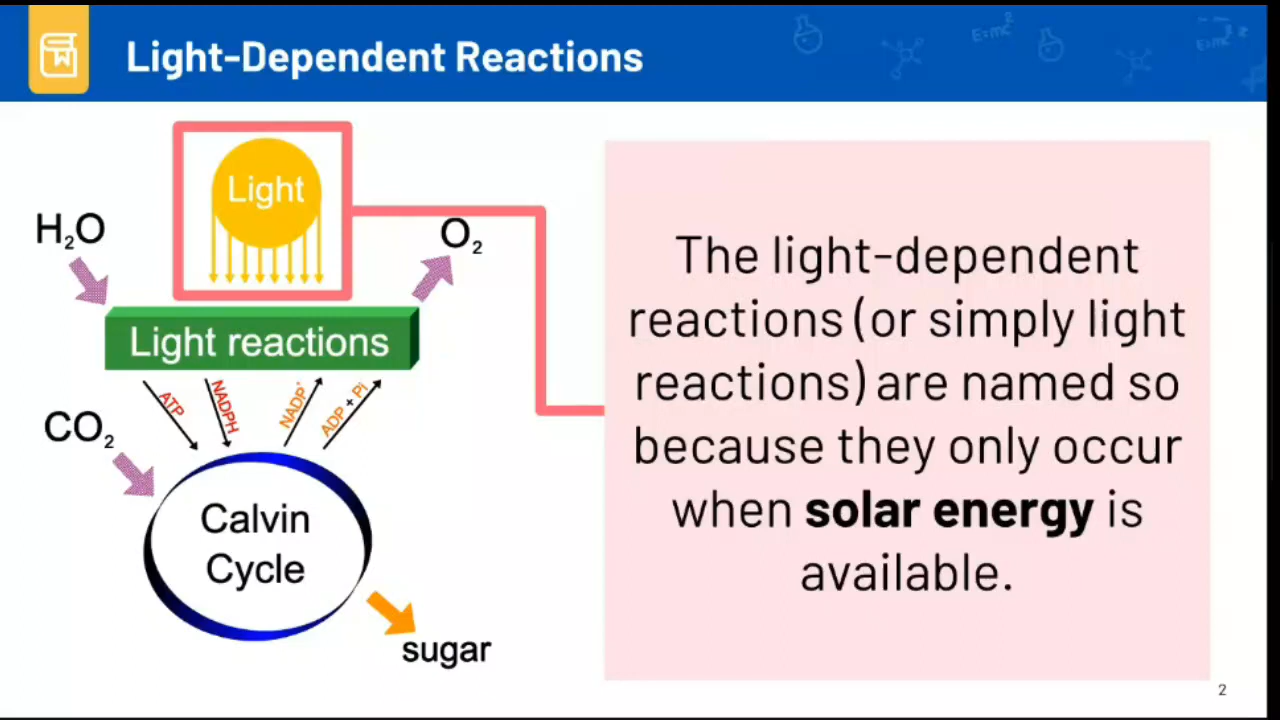 Light-Dependent Reactions
E=mc²
Light
H₂O
O₂
Light reactions
ATP
NADPH
NADP⁺
ADP + Pi
CO₂
Calvin
Cycle
sugar
The light-dependent
reactions (or simply light
reactions) are named so
because they only occur
when solar energy is
available.
2